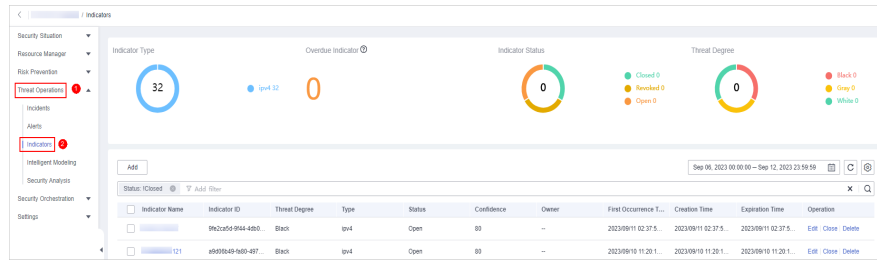 / Indicators
Security Situation
Resource Manager
Risk Prevention
Threat Operations 1
Incidents
Alerts
Indicators 2
Intelligent Modeling
Security Analysis
Security Orchestration
Settings
Indicator Type
32
ipv4 32
Overdue Indicator
0
Indicator Status
0
Closed 0
Revoked 0
Open 0
Threat Degree
0
Black 0
Gray 0
White 0
Add
Sep 06, 2023 00:00:00 – Sep 12, 2023 23:59:59
Status: !Closed Add filter
Indicator Name Indicator ID Threat Degree Type Status Confidence Owner First Occurrence T... Creation Time Expiration Time Operation
9fe2ca6d-9f44-4db0... Black ipv4 Open 80 -- 2023/09/11 02:37:5... 2023/09/11 02:37:5... 2023/09/11 02:37:5... Edit Close Delete
121 a9d06b49-fa80-497... Black ipv4 Open 80 -- 2023/09/10 11:20:1... 2023/09/10 11:20:1... 2023/09/10 11:20:1... Edit Close Delete